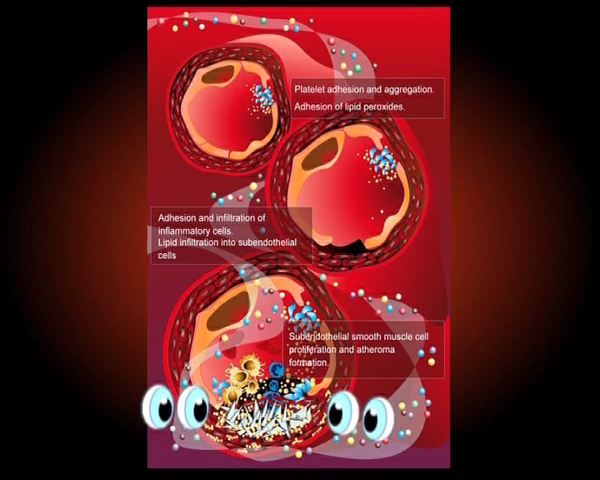 Platelet adhesion and aggregation.
Adhesion of lipid peroxides.
Adhesion and infiltration of
inflammatory cells.
Lipid infiltration into subendothelial
cells
Subendothelial smooth muscle cell
proliferation and atheroma
formation.